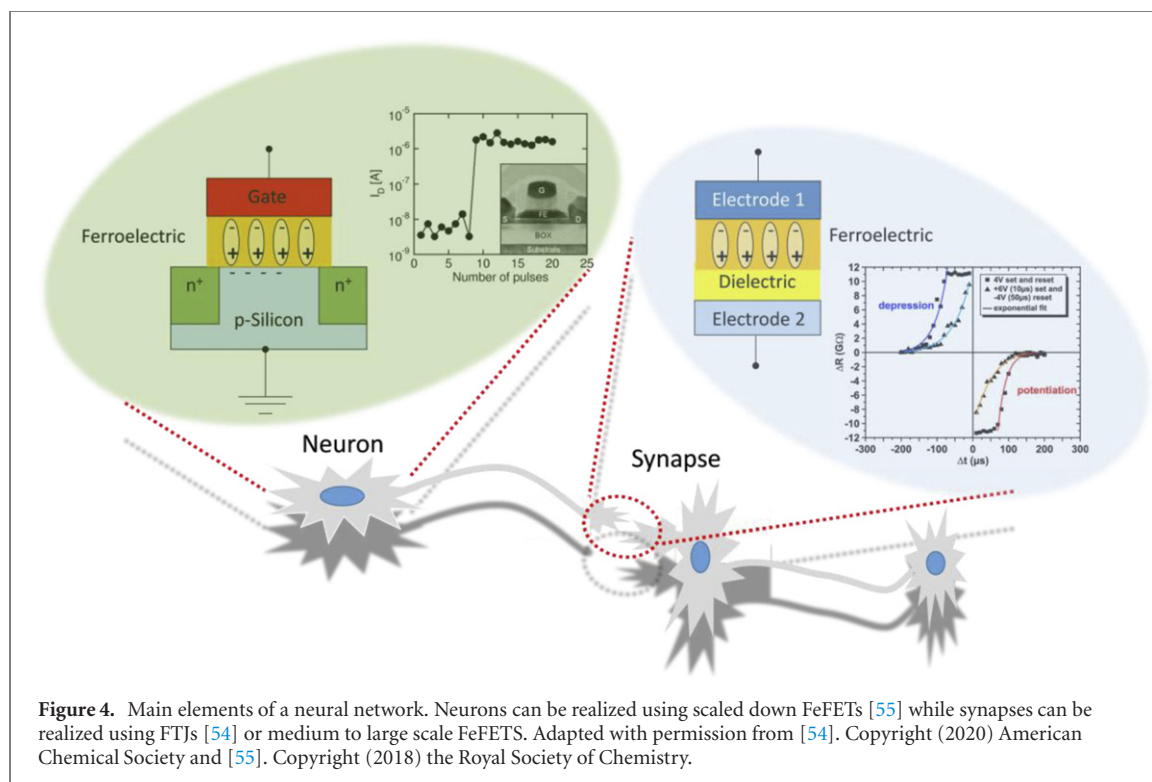 Gate
Ferroelectric
n+
n+
p-Silicon
I_D [A]
10^-5
10^-6
10^-7
10^-8
10^-9
0 5 10 15 20 25
Number of pulses
G
S FE D
BOX
Substrate
Electrode 1
Ferroelectric
Dielectric
Electrode 2
ΔR (GΩ)
12
10
8
6
4
2
0
-2
-4
-6
-8
-10
-12
-300 -200 -100 0 100 200 300
Δt (µs)
depression
potentiation
4V set and reset
+6V (10µs) set and
-4V (50µs) reset
exponential fit
Neuron
Synapse
Figure 4. Main elements of a neural network. Neurons can be realized using scaled down FeFETs [55] while synapses can be
realized using FTJs [54] or medium to large scale FeFETS. Adapted with permission from [54]. Copyright (2020) American
Chemical Society and [55]. Copyright (2018) the Royal Society of Chemistry.